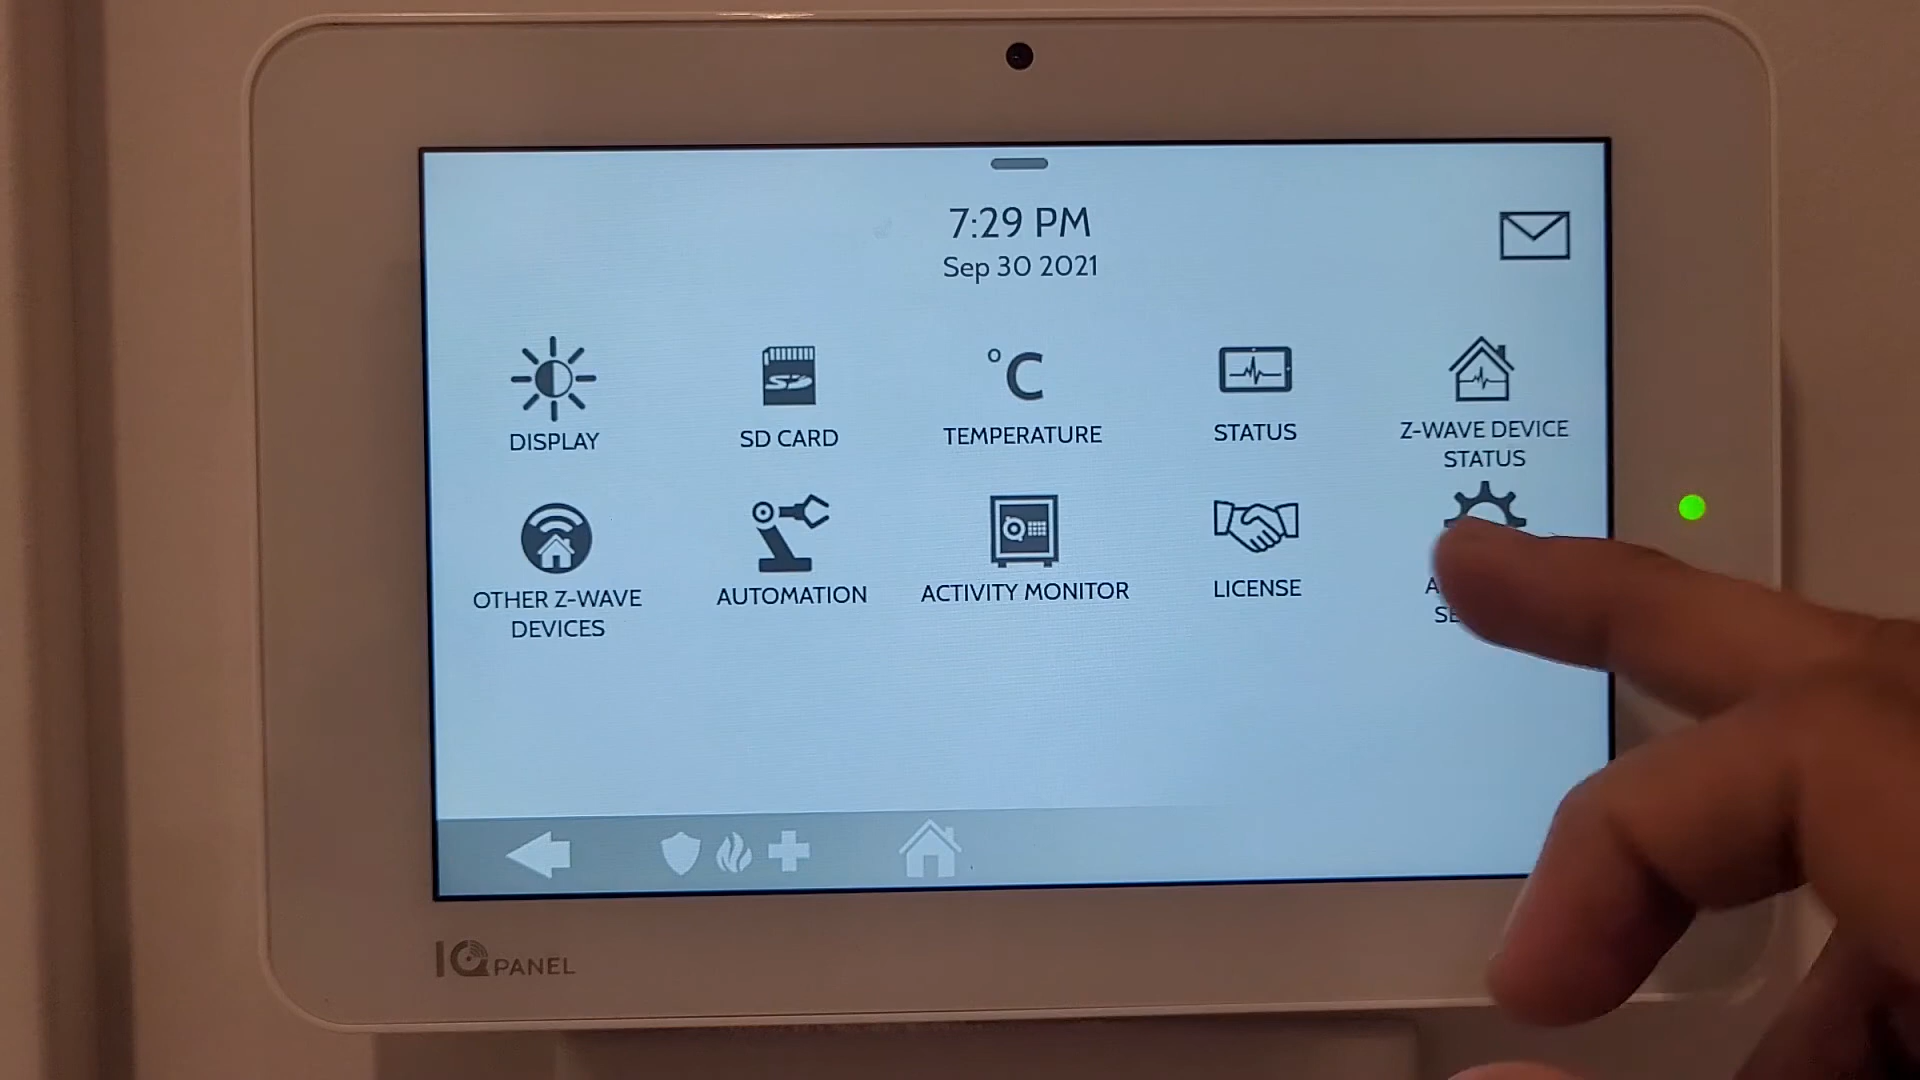 7:29 PM
Sep 30 2021
DISPLAY
SD CARD
°C
TEMPERATURE
STATUS
Z-WAVE DEVICE
STATUS
OTHER Z-WAVE
DEVICES
AUTOMATION
ACTIVITY MONITOR
LICENSE
IQ PANEL